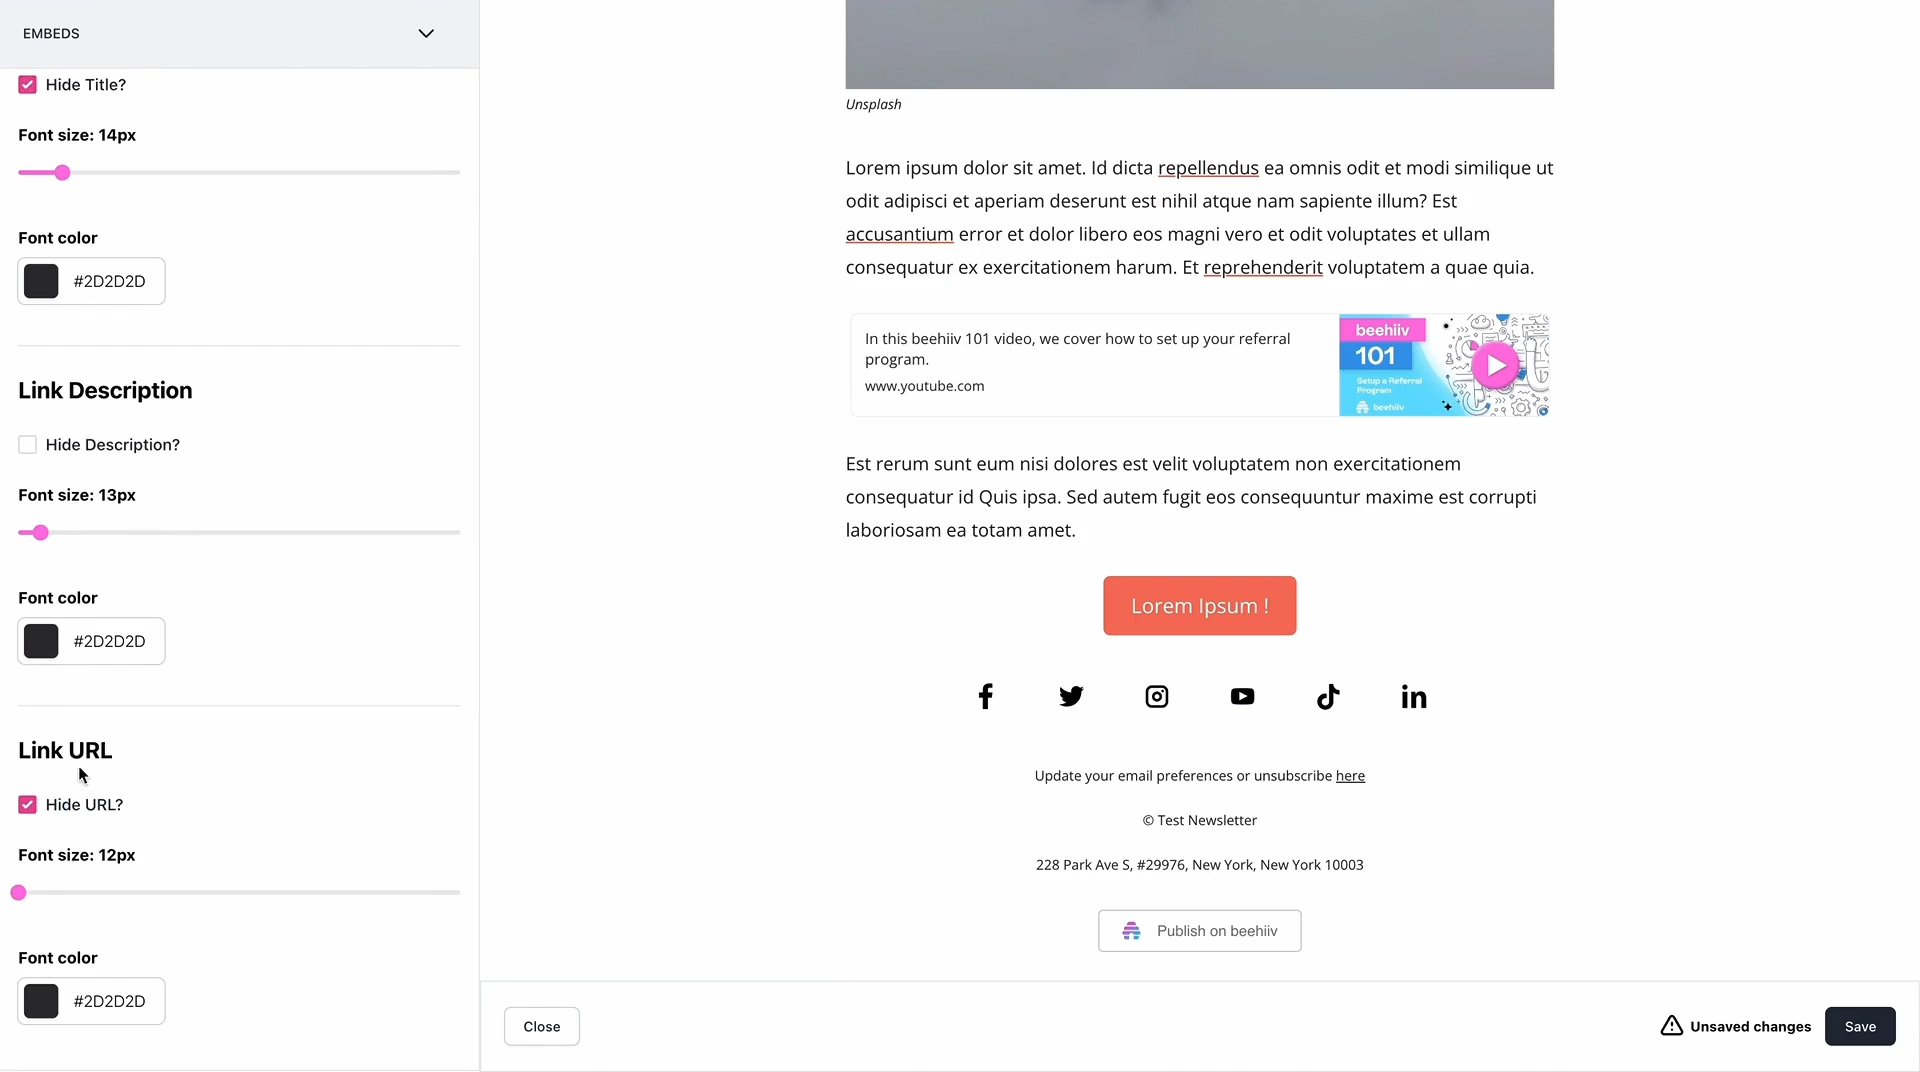 EMBEDS
Hide Title?
Font size: 14px
Font color
#2D2D2D
Link Description
Hide Description?
Font size: 13px
Font color
#2D2D2D
Link URL
Hide URL?
Font size: 12px
Font color
#2D2D2D
Unsplash
Lorem ipsum dolor sit amet. Id dicta repellendus ea omnis odit et modi similique ut
odit adipisci et aperiam deserunt est nihil atque nam sapiente illum? Est
accusantium error et dolor libero eos magni vero et odit voluptates et ullam
consequatur ex exercitationem harum. Et reprehenderit voluptatem a quae quia.
In this beehiiv 101 video, we cover how to set up your referral
program.
www.youtube.com
beehiiv
101
Setup a Referral
Program
beehiiv
Est rerum sunt eum nisi dolores est velit voluptatem non exercitationem
consequatur id Quis ipsa. Sed autem fugit eos consequuntur maxime est corrupti
laboriosam ea totam amet.
Lorem Ipsum !
Update your email preferences or unsubscribe here
© Test Newsletter
228 Park Ave S, #29976, New York, New York 10003
Publish on beehiiv
Close
Unsaved changes
Save